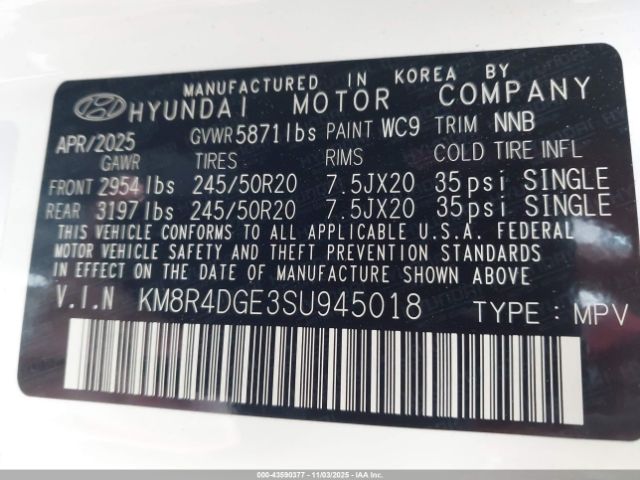 MANUFACTURED IN KOREA BY
HYUNDAI MOTOR COMPANY
APR/2025 GVWR 5871lbs PAINT WC9 TRIM NNB
GAWR TIRES RIMS COLD TIRE INFL
FRONT 2954lbs 245/50R20 7.5JX20 35psi SINGLE
REAR 3197lbs 245/50R20 7.5JX20 35psi SINGLE
THIS VEHICLE CONFORMS TO ALL APPLICABLE U.S.A. FEDERAL
MOTOR VEHICLE SAFETY AND THEFT PREVENTION STANDARDS
IN EFFECT ON THE DATE OF MANUFACTURE SHOWN ABOVE.
V.I.N KM8R4DGE3SU945018 TYPE : MPV
000-43590377 - 11/03/2025 - IAAI.COM